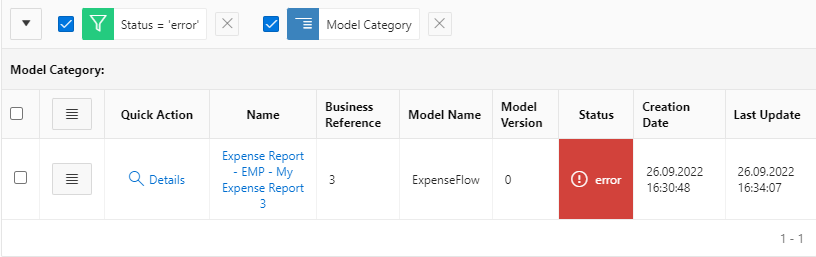 Status = 'error'
Model Category
Model Category:
Quick Action
Name
Business
Reference
Model Name
Model
Version
Status
Creation
Date
Last Update
Details
Expense Report
- EMP - My
Expense Report
3
3
ExpenseFlow
0
error
26.09.2022
16:30:48
26.09.2022
16:34:07
1 - 1